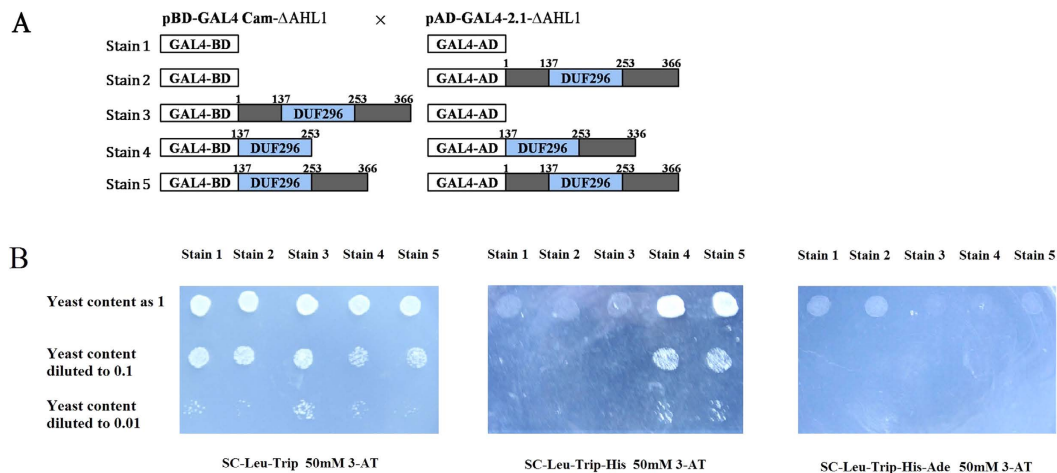 A
pBD-GAL4 Cam-ΔAHL1 × pAD-GAL4-2.1-ΔAHL1
Stain 1 GAL4-BD GAL4-AD
1 137 253 366
Stain 2 GAL4-BD GAL4-AD DUF296
1 137 253 366
Stain 3 GAL4-BD DUF296 GAL4-AD
137 253 137 253 336
Stain 4 GAL4-BD DUF296 GAL4-AD DUF296
137 253 366 1 137 253 366
Stain 5 GAL4-BD DUF296 GAL4-AD DUF296
B
Stain 1 Stain 2 Stain 3 Stain 4 Stain 5 Stain 1 Stain 2 Stain 3 Stain 4 Stain 5 Stain 1 Stain 2 Stain 3 Stain 4 Stain 5
Yeast content as 1
Yeast content
diluted to 0.1
Yeast content
diluted to 0.01
SC-Leu-Trip 50mM 3-AT SC-Leu-Trip-His 50mM 3-AT SC-Leu-Trip-His-Ade 50mM 3-AT